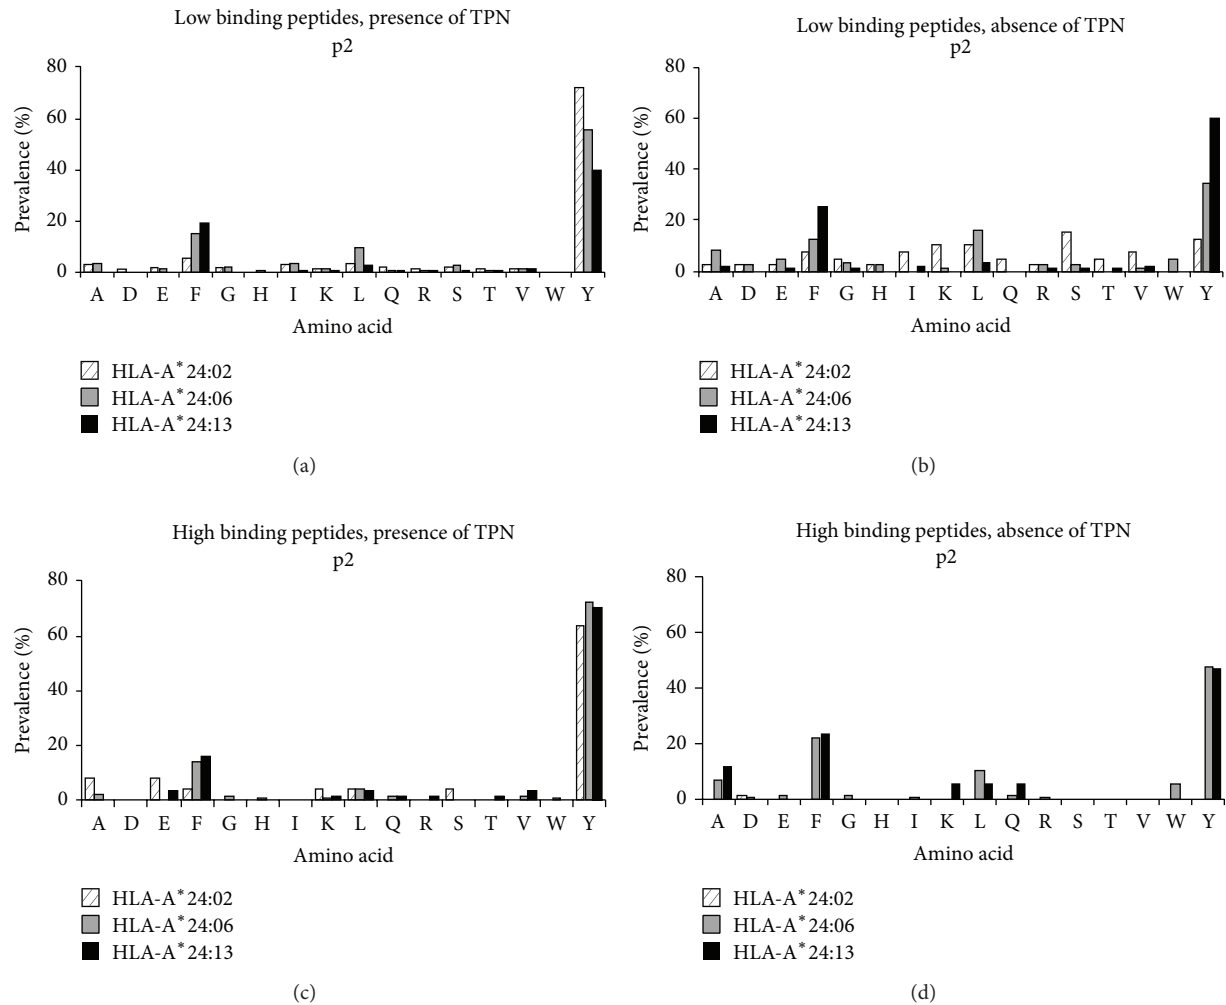 Low binding peptides, presence of TPN
p2
80
60
40
20
0
Prevalence (%)
A D E F G H I K L Q R S T V W Y
Amino acid
HLA-A*24:02
HLA-A*24:06
HLA-A*24:13
(a)
Low binding peptides, absence of TPN
p2
80
60
40
20
0
Prevalence (%)
A D E F G H I K L Q R S T V W Y
Amino acid
HLA-A*24:02
HLA-A*24:06
HLA-A*24:13
(b)
High binding peptides, presence of TPN
p2
80
60
40
20
0
Prevalence (%)
A D E F G H I K L Q R S T V W Y
Amino acid
HLA-A*24:02
HLA-A*24:06
HLA-A*24:13
(c)
High binding peptides, absence of TPN
p2
80
60
40
20
0
Prevalence (%)
A D E F G H I K L Q R S T V W Y
Amino acid
HLA-A*24:02
HLA-A*24:06
HLA-A*24:13
(d)